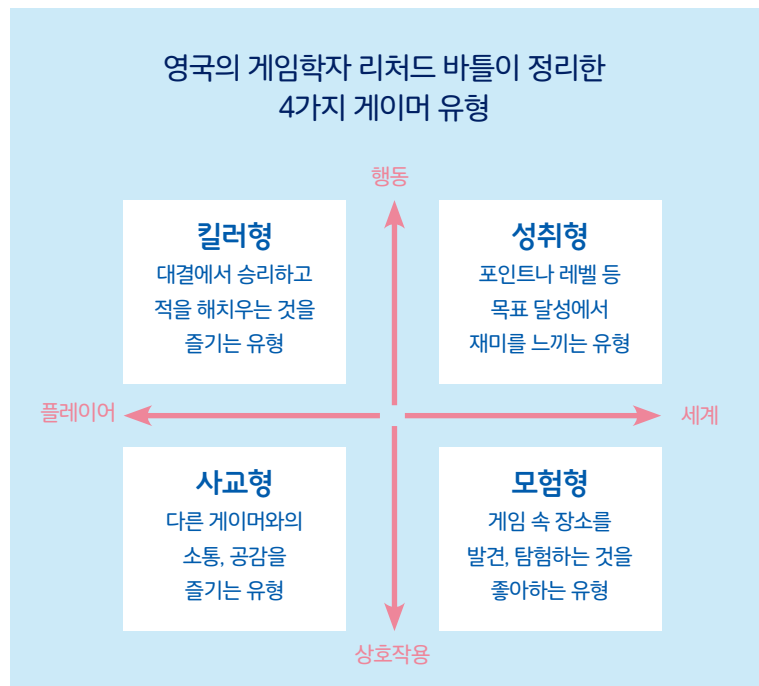 영국의 게임학자 리처드 바틀이 정리한
4가지 게이머 유형
행동
킬러형
대결에서 승리하고
적을 해치우는 것을
즐기는 유형
성취형
포인트나 레벨 등
목표 달성에서
재미를 느끼는 유형
플레이어
세계
사교형
다른 게이머와의
소통, 공감을
즐기는 유형
모험형
게임 속 장소를
발견, 탐험하는 것을
좋아하는 유형
상호작용